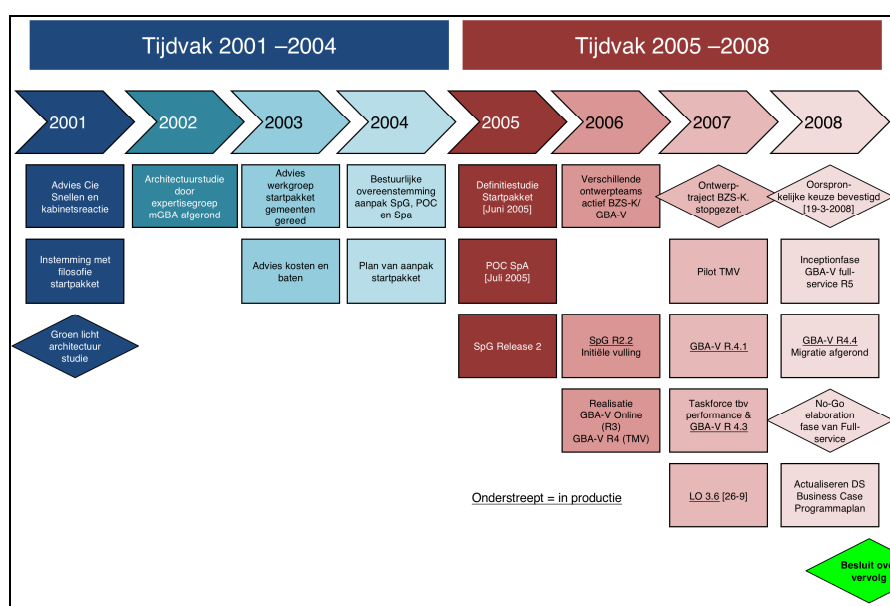 Tijdvak 2001 –2004
Tijdvak 2005 –2008
2001
2002
2003
2004
2005
2006
2007
2008
Advies Cie
Snellen en
kabinetsreactie
Architectuurstudie
door
expertisegroep
mGBA afgerond
Advies
werkgroep
startpakket
gemeenten
gereed
Bestuurlijke
overeenstemming
aanpak SpG, POC
en Spa
Definitiestudie
Startpakket
[Juni 2005]
Verschillende
ontwerpteams
actief BZS-K/
GBA-V
Ontwerp-
traject BZS-K.
stopgezet.
Oorspron-
kelijke keuze bevestigd
[19-3-2008]
Instemming met
filosofie
startpakket
Advies kosten en
baten
Plan van aanpak
startpakket
POC SpA
[Juli 2005]
Pilot TMV
Inceptionfase
GBA-V full-
service R5
Groen licht
architectuur
studie
SpG Release 2
SpG R2.2
Initiële vulling
GBA-V R.4.1
GBA-V R4.4
Migratie afgerond
Realisatie
GBA-V Online
(R3)
GBA-V R4 (TMV)
Taskforce tbv
performance &
GBA-V R 4.3
No-Go
elaboration
fase van Full-
service
Onderstreept = in productie
LO 3.6 [26-9]
Actualiseren DS
Business Case
Programmaplan
Besluit ove
vervolg